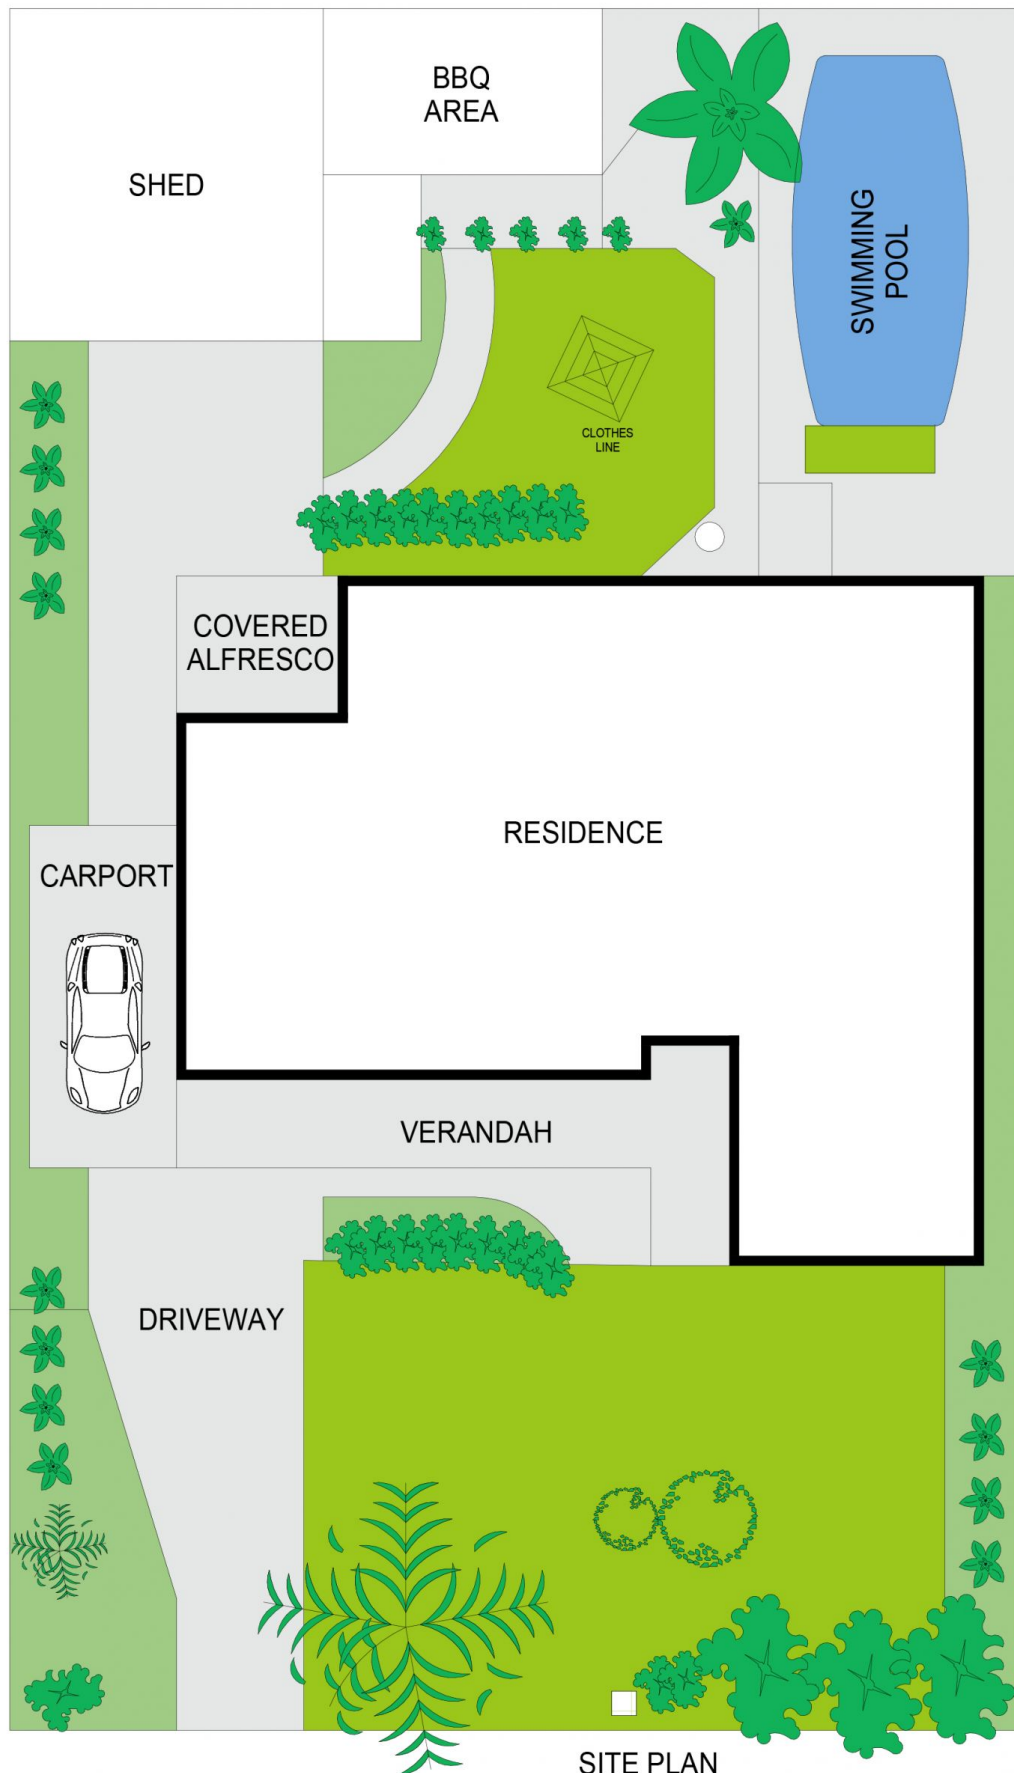 BBQ
AREA
SHED
SWIMMING
POOL
CLOTHES
LINE
COVERED
ALFRESCO
RESIDENCE
CARPORT
VERANDAH
DRIVEWAY
SITE PLAN